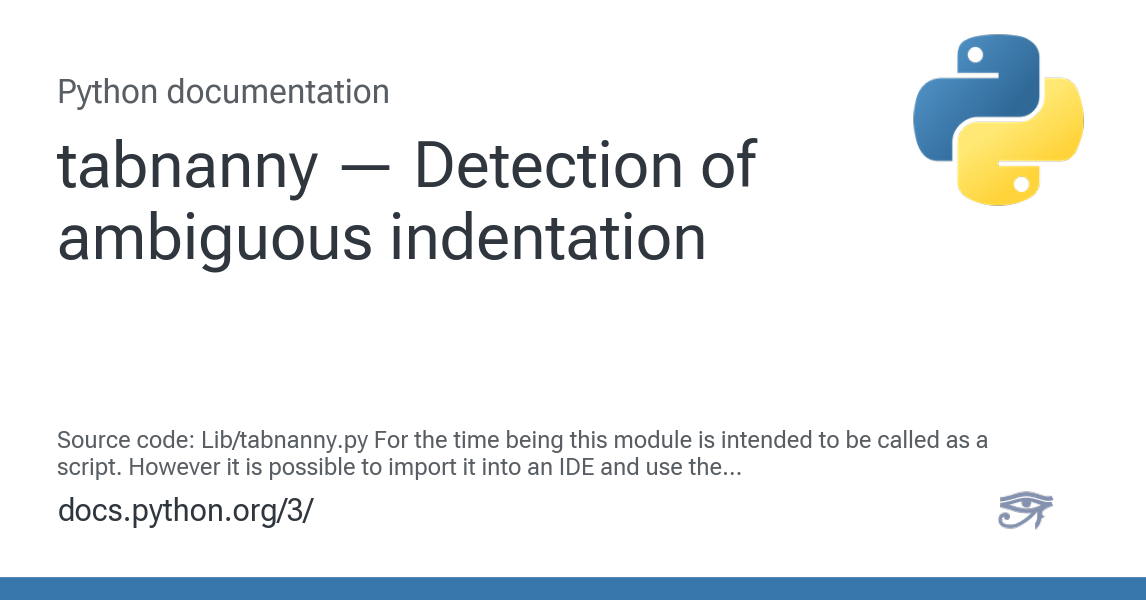 Python documentation
tabnanny — Detection of
ambiguous indentation
Source code: Lib/tabnanny.py For the time being this module is intended to be called as a
script. However it is possible to import it into an IDE and use the...
docs.python.org/3/